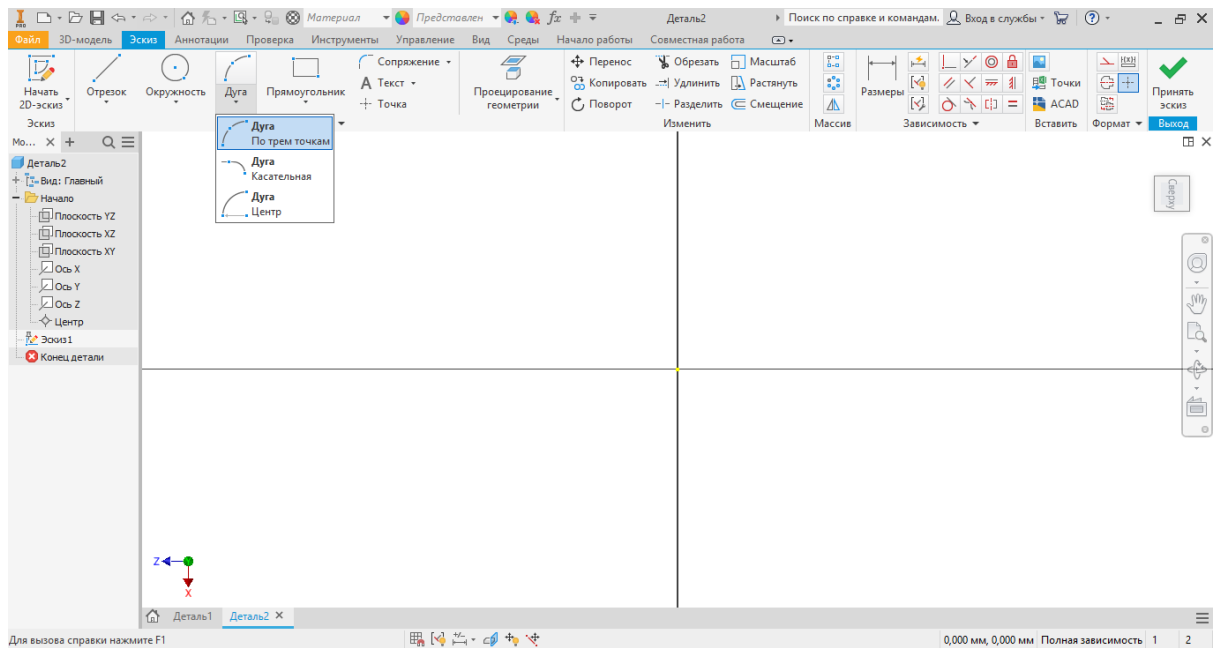 PRO Материал Представлен fx Деталь2 Поиск по справке и командам. Вход в службы
Файл 3D-модель Эскиз Аннотации Проверка Инструменты Управление Вид Среды Начало работы Совместная работа
Начать 2D-эскиз
Отрезок
Окружность
Дуга
Прямоугольник
Сопряжение
Текст
Точка
Проецирование геометрии
Перенос
Копировать
Поворот
Обрезать
Удлинить
Разделить
Масштаб
Растянуть
Смещение
Размеры
Точки
ACAD
Принять эскиз
Эскиз
Изменить
Массив
Зависимость
Вставить
Формат
Выход
Дуга
По трем точкам
Дуга
Касательная
Дуга
Центр
Мо...
Деталь2
Вид: Главный
Начало
Плоскость YZ
Плоскость XZ
Плоскость XY
Ось X
Ось Y
Ось Z
Центр
Эскиз1
Конец детали
Сверху
Z
X
Деталь1 Деталь2
Для вызова справки нажмите F1
0,000 мм, 0,000 мм Полная зависимость 1 2